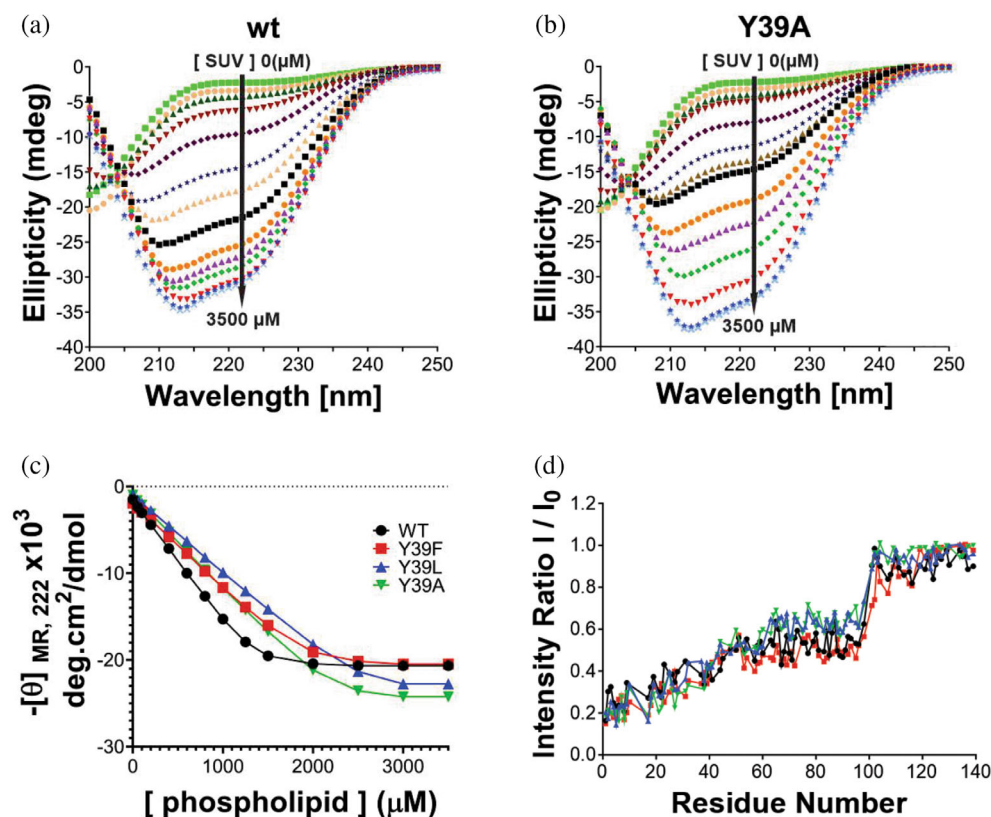 (a)
wt
[ SUV ] 0(μM)
Ellipticity (mdeg)
0
-5
-10
-15
-20
-25
-30
-35
-40
3500 μM
200 210 220 230 240 250
Wavelength [nm]
(b)
Y39A
[ SUV ] 0(μM)
Ellipticity (mdeg)
0
-5
-10
-15
-20
-25
-30
-35
-40
3500 μM
200 210 220 230 240 250
Wavelength [nm]
(c)
-[θ] MR, 222 x10³
deg.cm²/dmol
0
-10
-20
-30
WT
Y39F
Y39L
Y39A
0 1000 2000 3000
[ phospholipid ] (μM)
(d)
Intensity Ratio I / I₀
1.2
1.0
0.8
0.6
0.4
0.2
0.0
0 20 40 60 80 100 120 140
Residue Number